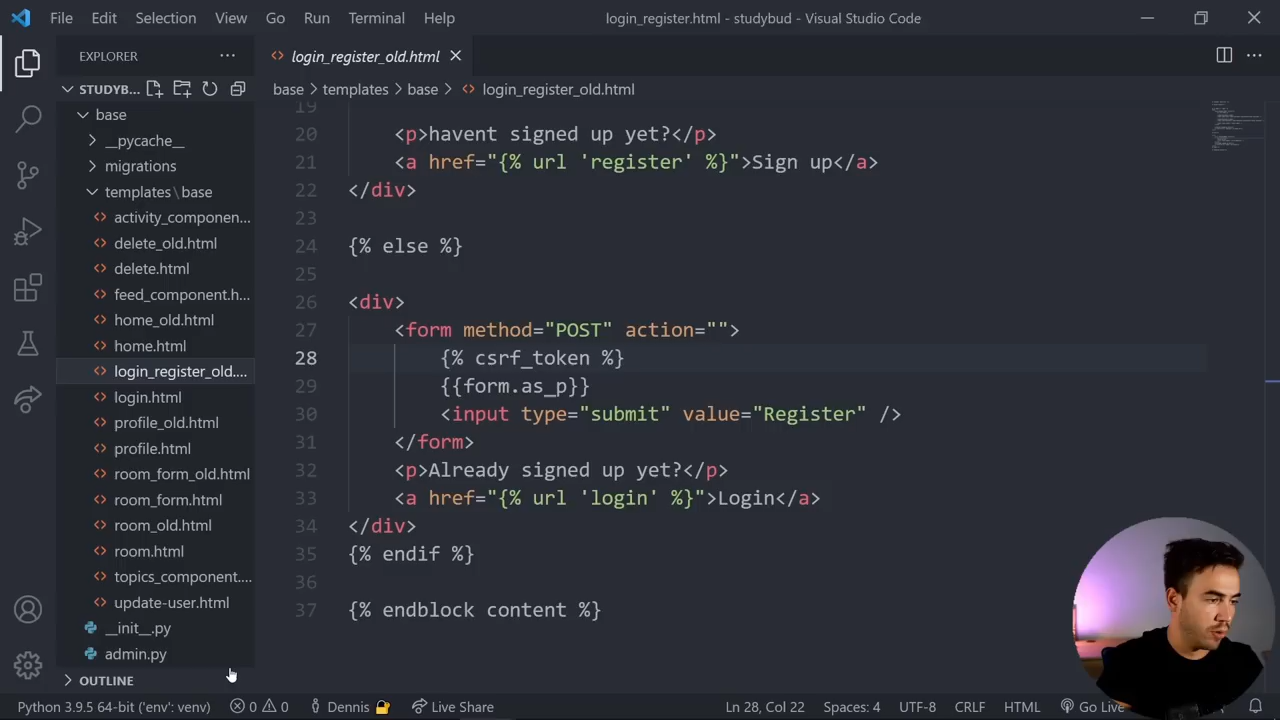 File Edit Selection View Go Run Terminal Help login_register.html - studybud - Visual Studio Code
EXPLORER
login_register_old.html
STUDYB...
base > templates > base > login_register_old.html
base
__pycache__
migrations
templates\base
activity_componen...
delete_old.html
delete.html
feed_component.h...
home_old.html
home.html
login_register_old....
login.html
profile_old.html
profile.html
room_form_old.html
room_form.html
room_old.html
room.html
topics_component....
update-user.html
__init__.py
admin.py
OUTLINE
19
20 <p>havent signed up yet?</p>
21 <a href="{% url 'register' %}">Sign up</a>
22 </div>
23
24 {% else %}
25
26 <div>
27 <form method="POST" action="">
28 {% csrf_token %}
29 {{form.as_p}}
30 <input type="submit" value="Register" />
31 </form>
32 <p>Already signed up yet?</p>
33 <a href="{% url 'login' %}">Login</a>
34 </div>
35 {% endif %}
36
37 {% endblock content %}
Python 3.9.5 64-bit ('env': venv) 0 0 Dennis Live Share Ln 28, Col 22 Spaces: 4 UTF-8 CRLF HTML Go Live